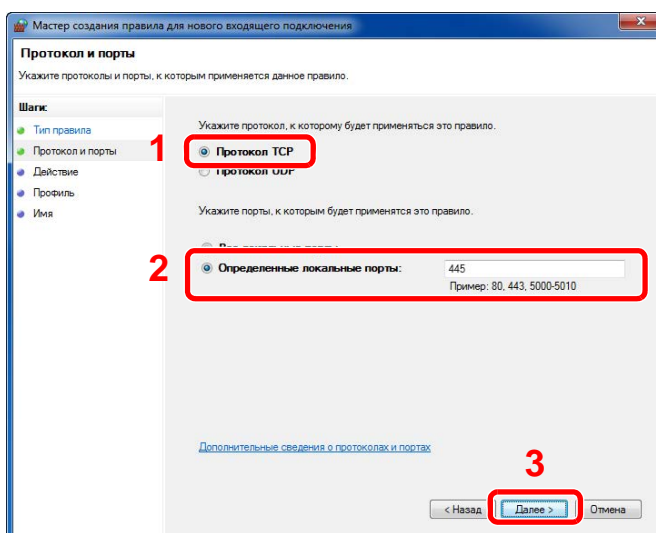 Мастер создания правила для нового входящего подключения
Протокол и порты
Укажите протоколы и порты, к которым применяется данное правило.
Шаги:
Тип правила
Протокол и порты
Действие
Профиль
Имя
Укажите протокол, к которому будет применяться это правило.
1
Протокол TCP
Протокол UDP
Укажите порты, к которым будет применятся это правило.
2
Определенные локальные порты:
445
Пример: 80, 443, 5000-5010
Дополнительные сведения о протоколах и портах
3
< Назад
Далее >
Отмена